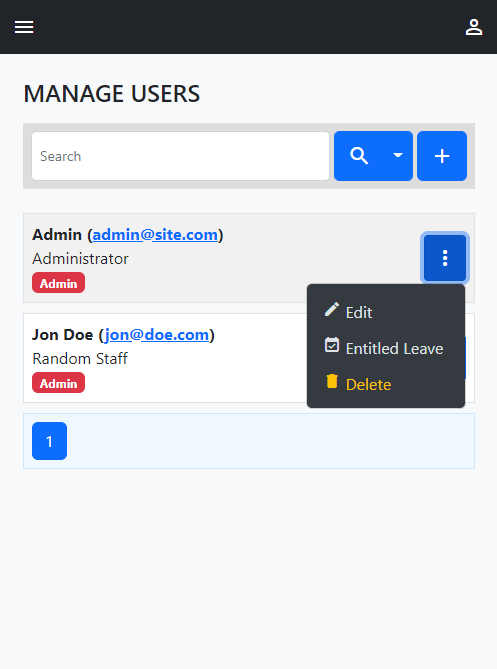 MANAGE USERS
Search
Admin (admin@site.com)
Administrator
Admin
Edit
Entitled Leave
Delete
Jon Doe (jon@doe.com)
Random Staff
Admin
1